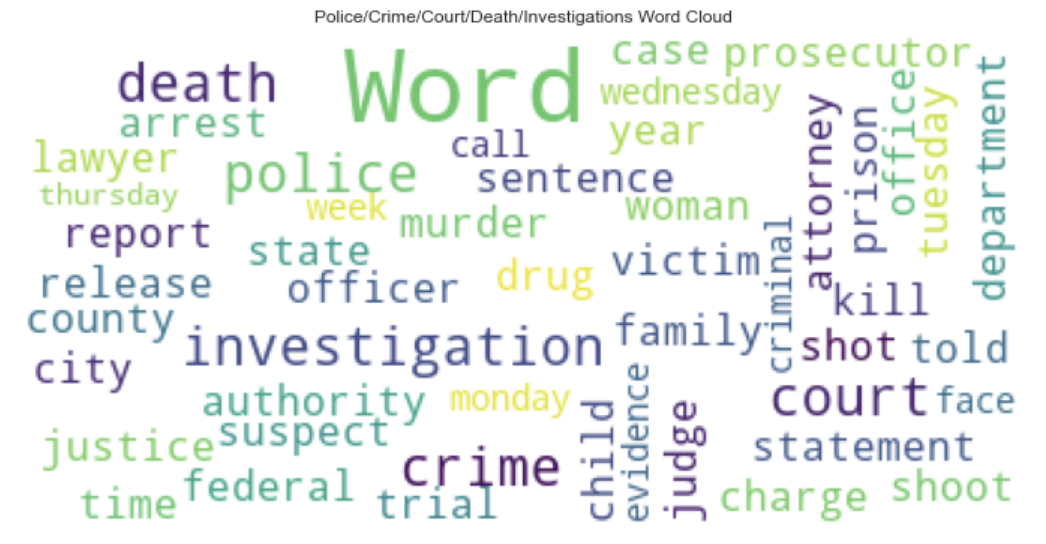 Police/Crime/Court/Death/Investigations Word Cloud
Word
case
prosecutor
death
wednesday
arrest
year
call
lawyer
police
sentence
thursday
week
woman
murder
report
state
victim
drug
release
officer
county
kill
family
investigation
shot
told
city
authority
monday
court
face
suspect
justice
statement
crime
federal
charge
shoot
time
trial
child
evidence
judge
criminal
attorney
prison
office
tuesday
department